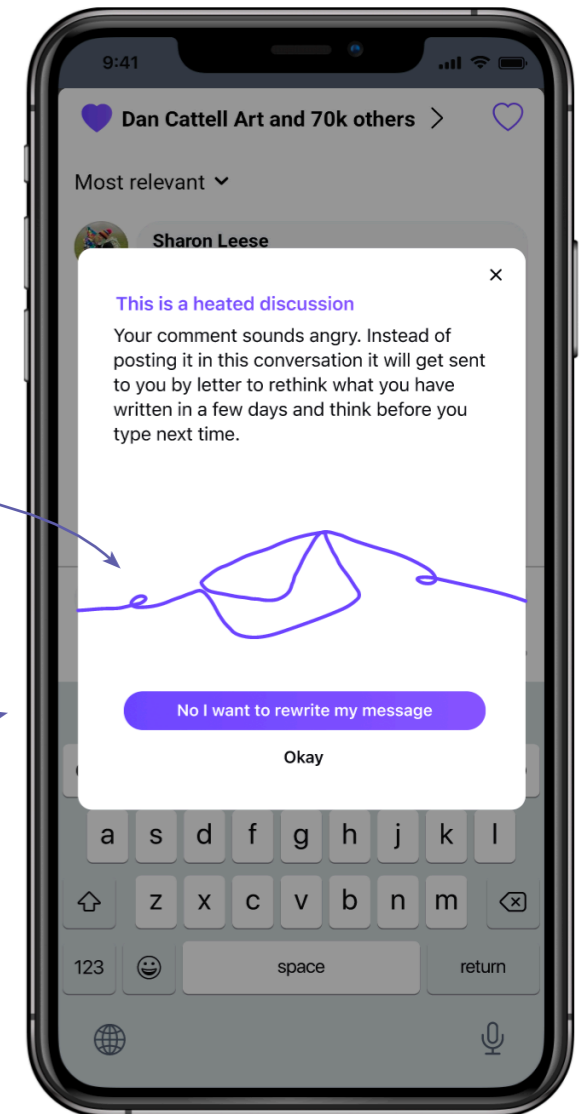 9:41
Dan Cattell Art and 70k others
Most relevant
Sharon Leese
This is a heated discussion
Your comment sounds angry. Instead of
posting it in this conversation it will get sent
to you by letter to rethink what you have
written in a few days and think before you
type next time.
No I want to rewrite my message
Okay
a s d f g h j k l
z x c v b n m
123 space return